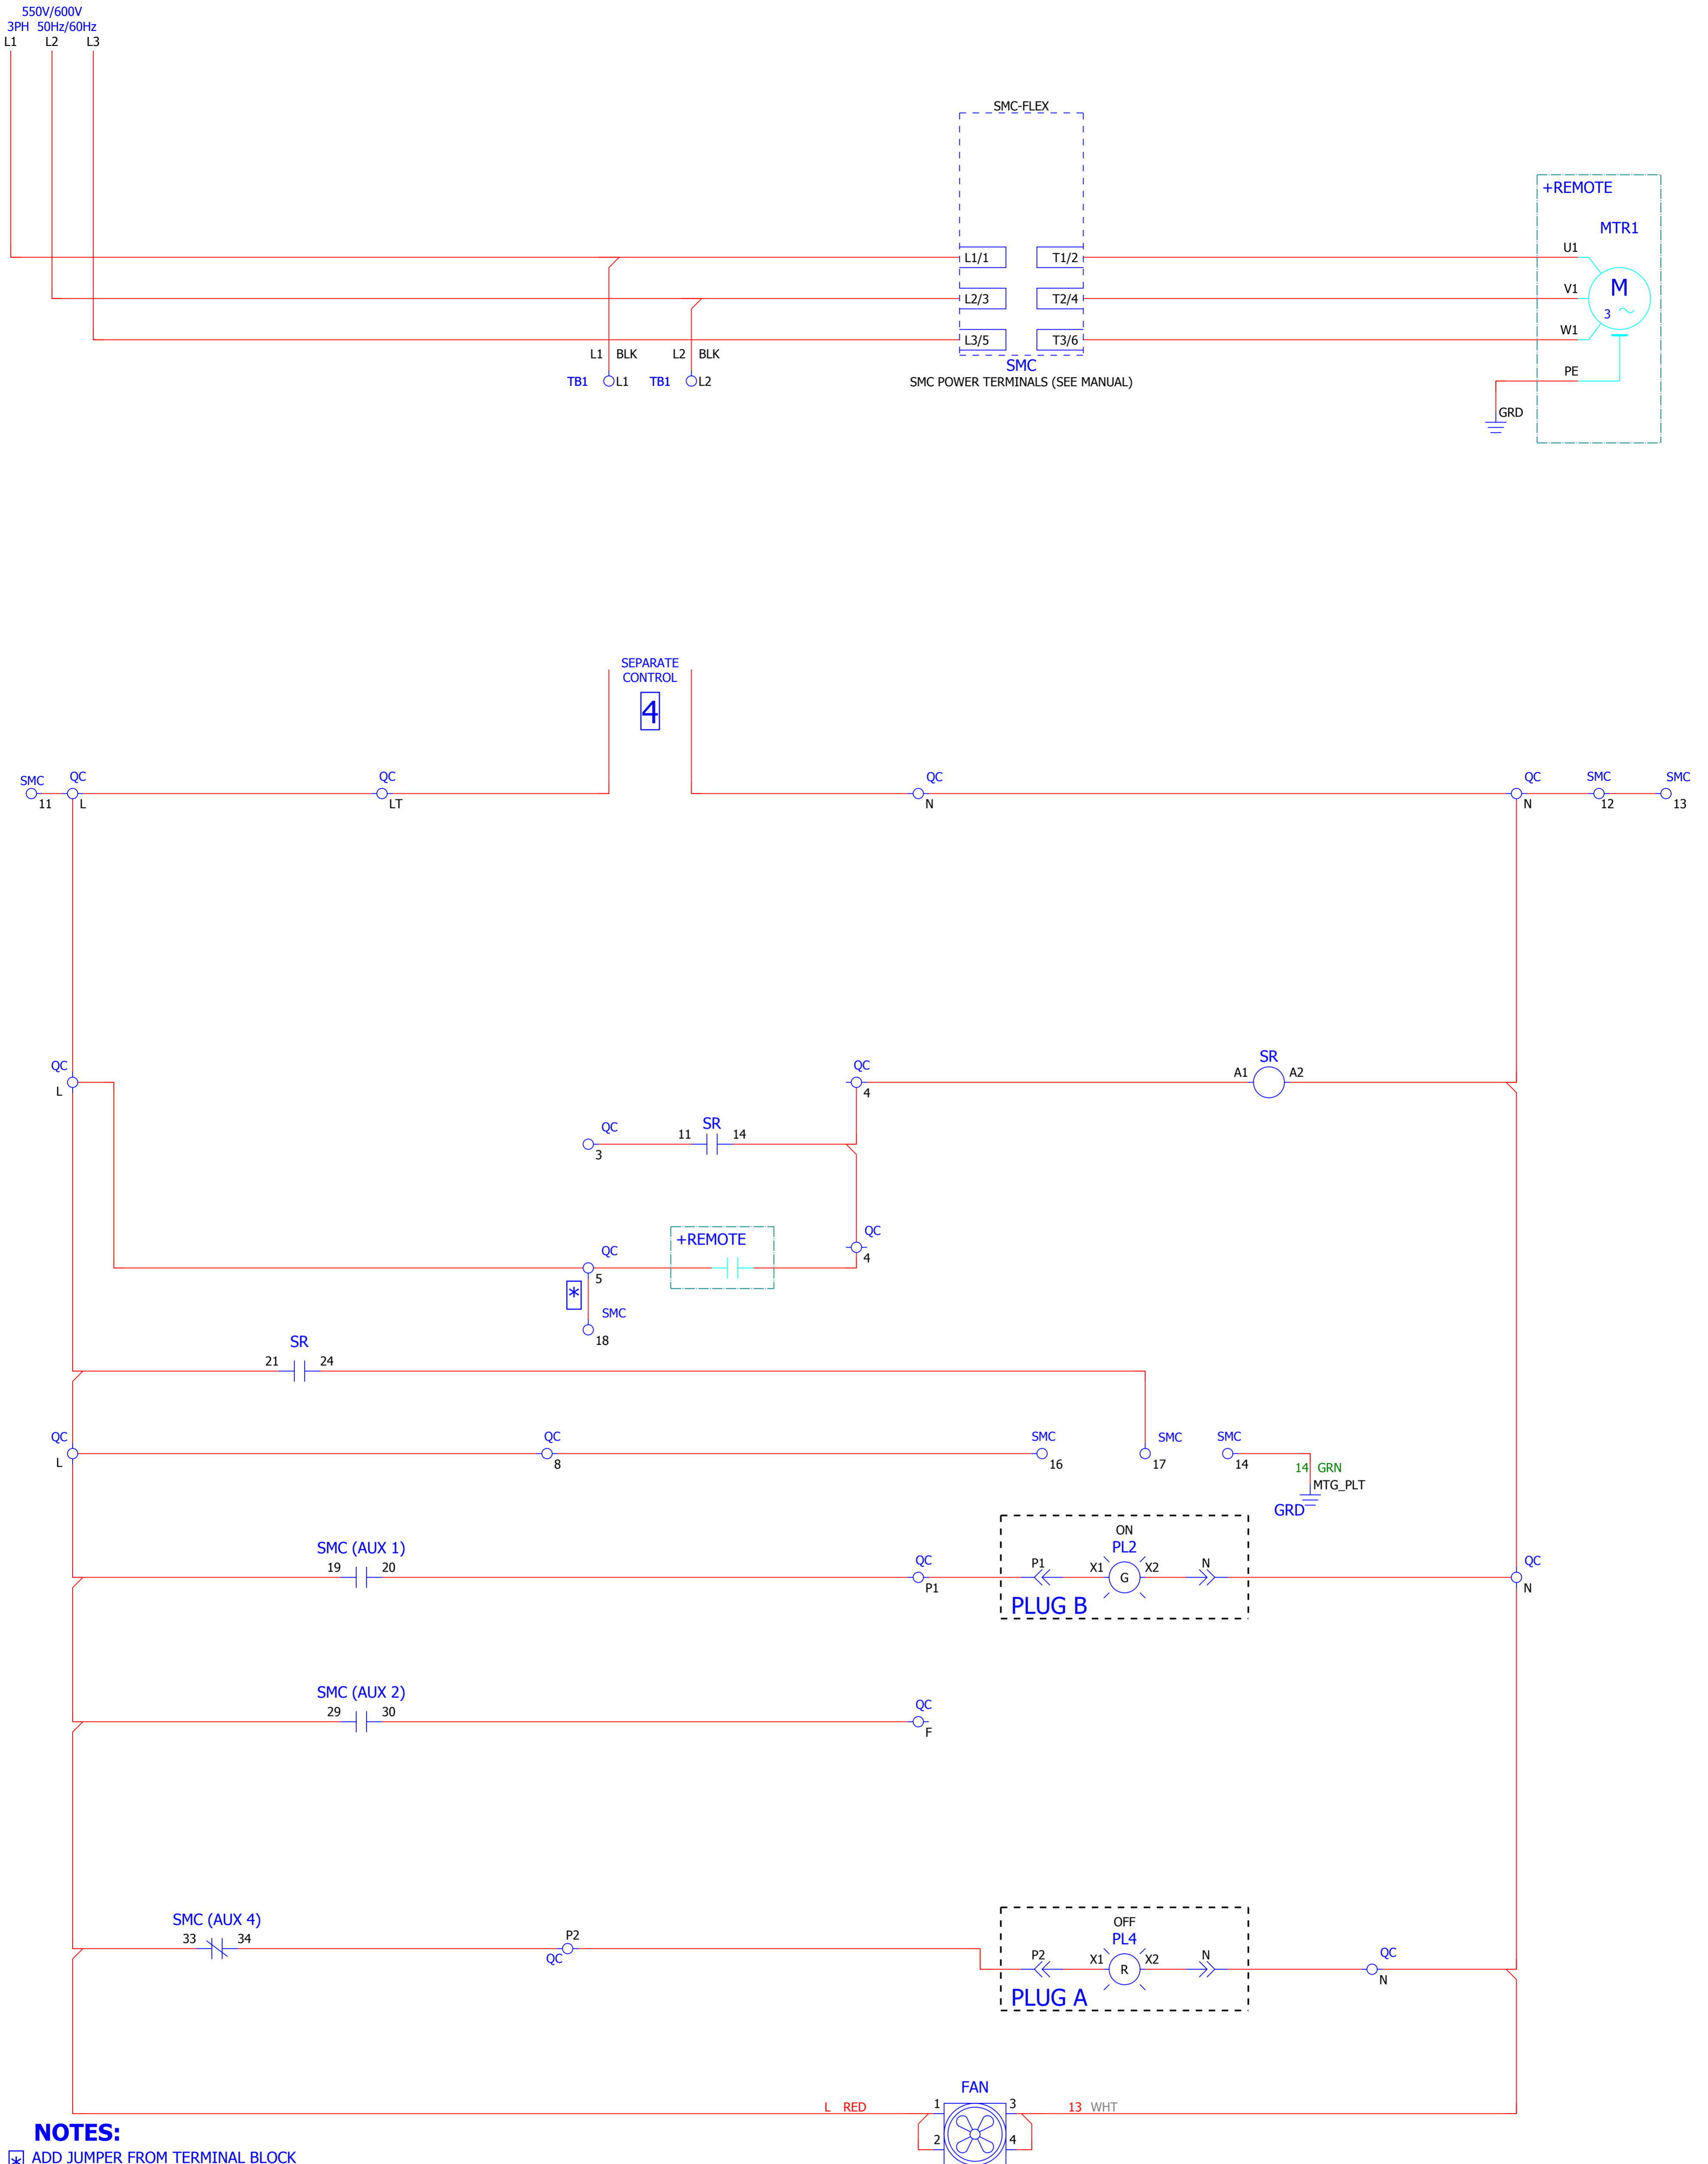 550V/600V
3PH 50Hz/60Hz
L1 L2 L3
SMC-FLEX
+REMOTE
MTR1
L1/1 T1/2 U1
L2/3 T2/4 V1 M
3
L3/5 T3/6 W1
L1 BLK L2 BLK
SMC
TB1 L1 TB1 L2
SMC POWER TERMINALS (SEE MANUAL)
PE
GRD
SEPARATE
CONTROL
4
SMC QC QC QC QC SMC SMC
11 L LT N N 12 13
QC QC SR
L 4 A1 A2
QC 11 SR 14
3
QC
4
QC +REMOTE
5
*
SMC
18
SR
21 24
QC QC SMC SMC SMC
L 8 16 17 14
14 GRN
MTG_PLT
GRD
SMC (AUX 1)
19 20
QC
P1
ON
PL2
P1 X1 G X2 N
PLUG B
QC
N
SMC (AUX 2)
29 30
QC
F
SMC (AUX 4)
33 34
P2
QC
OFF
PL4
P2 X1 R X2 N
PLUG A
QC
N
FAN
L RED 1 3 13 WHT
2 4
NOTES:
* ADD JUMPER FROM TERMINAL BLOCK